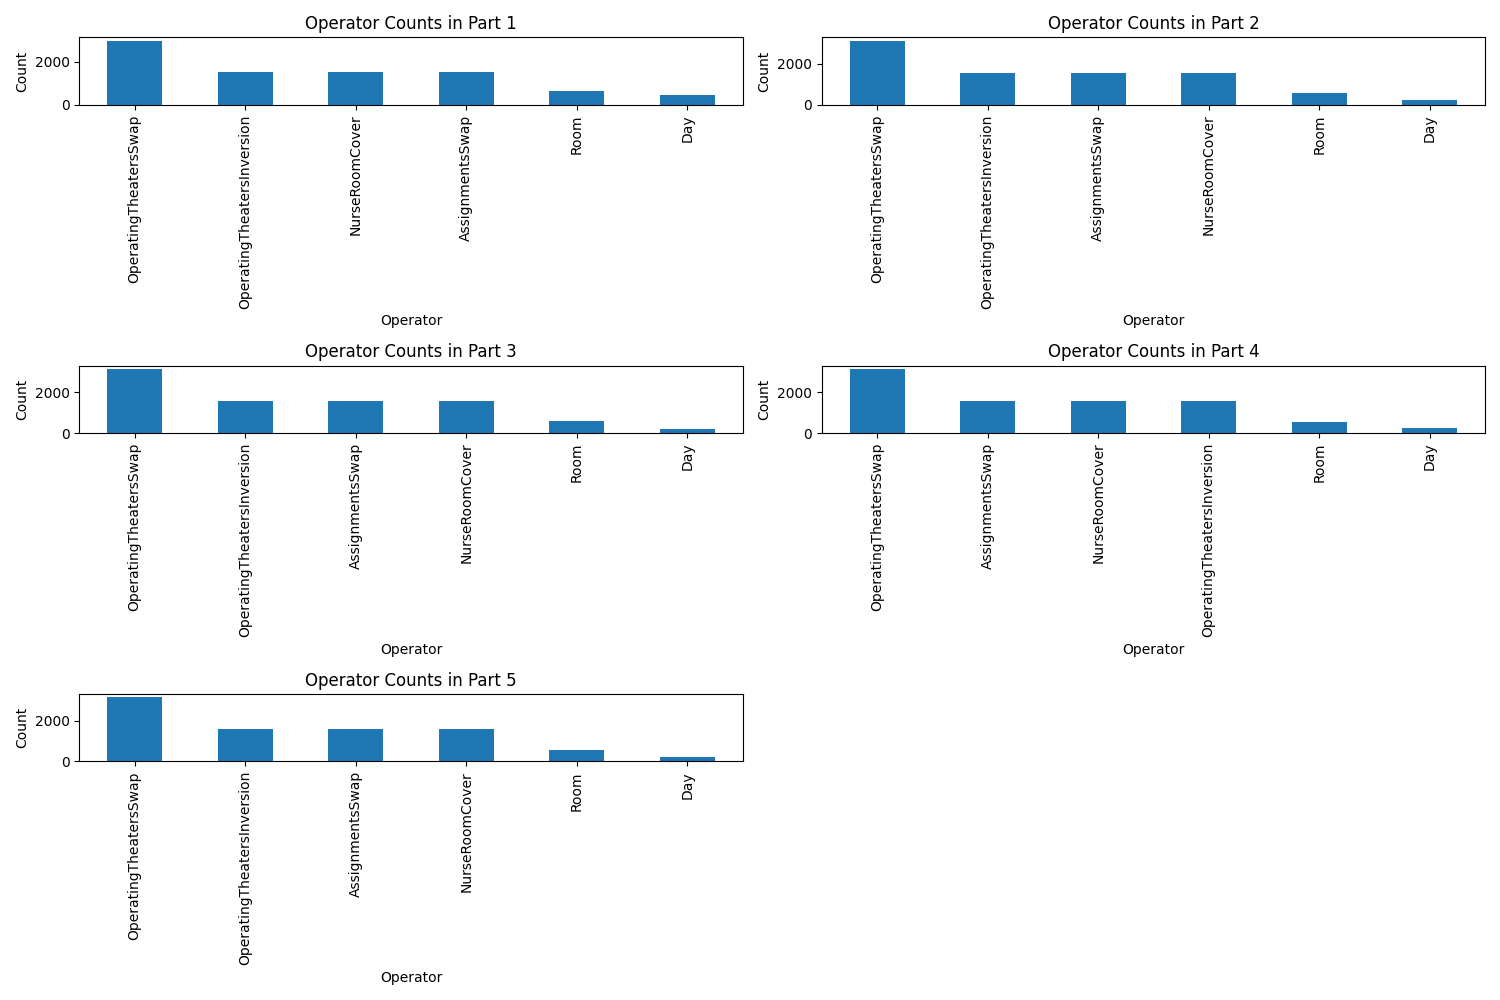 Operator Counts in Part 1
Count
2000
0
OperatingTheatersSwap
OperatingTheatersInversion
NurseRoomCover
AssignmentsSwap
Room
Day
Operator
Operator Counts in Part 2
Count
2000
0
OperatingTheatersSwap
OperatingTheatersInversion
AssignmentsSwap
NurseRoomCover
Room
Day
Operator
Operator Counts in Part 3
Count
2000
0
OperatingTheatersSwap
OperatingTheatersInversion
AssignmentsSwap
NurseRoomCover
Room
Day
Operator
Operator Counts in Part 4
Count
2000
0
OperatingTheatersSwap
AssignmentsSwap
NurseRoomCover
OperatingTheatersInversion
Room
Day
Operator
Operator Counts in Part 5
Count
2000
0
OperatingTheatersSwap
OperatingTheatersInversion
AssignmentsSwap
NurseRoomCover
Room
Day
Operator